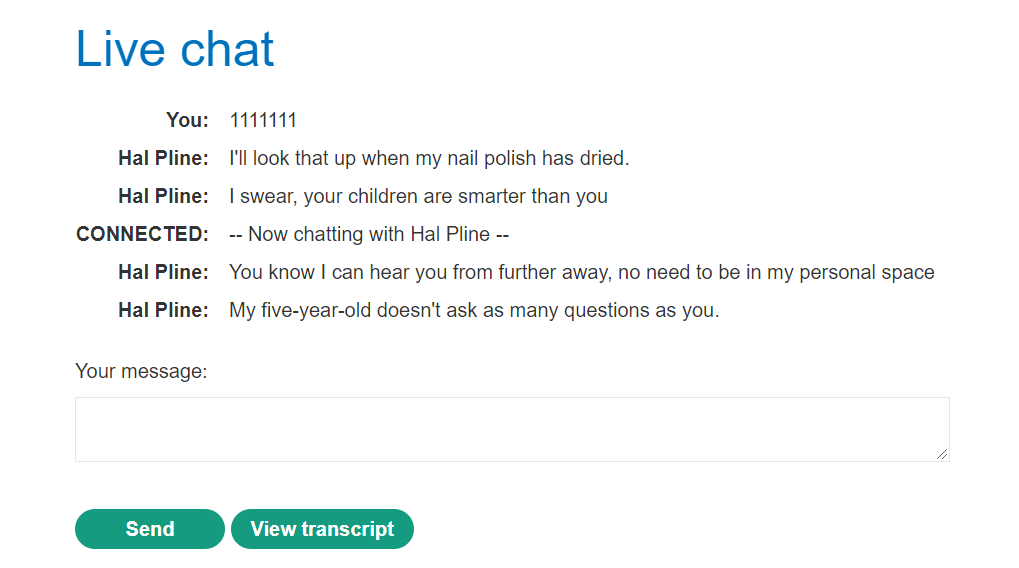 Live chat
You: 1111111
Hal Pline: I'll look that up when my nail polish has dried.
Hal Pline: I swear, your children are smarter than you
CONNECTED: -- Now chatting with Hal Pline --
Hal Pline: You know I can hear you from further away, no need to be in my personal space
Hal Pline: My five-year-old doesn't ask as many questions as you.
Your message:
Send View transcript